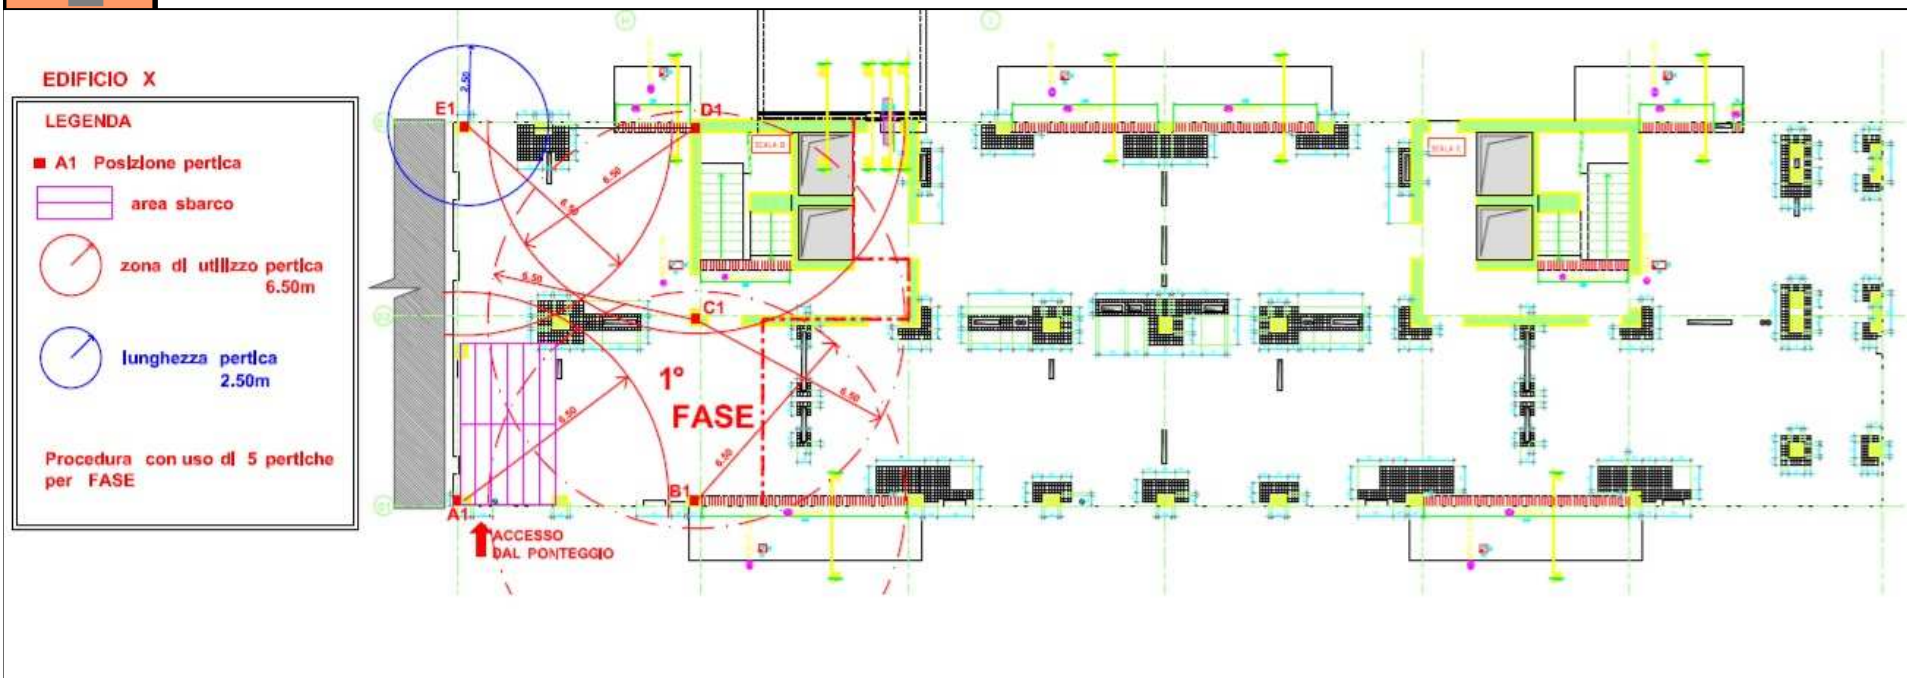 EDIFICIO X
LEGENDA
A1 Posizione pertica
area sbarco
zona di utilizzo pertica
6.50m
lunghezza pertica
2.50m
Procedura con uso di 5 pertiche
per FASE
H
I
2.50
E1
D1
SCALA B
SCALA C
6.50
6.50
6.50
C1
1°
FASE
6.50
6.50
6.50
A1
B1
ACCESSO
DAL PONTEGGIO